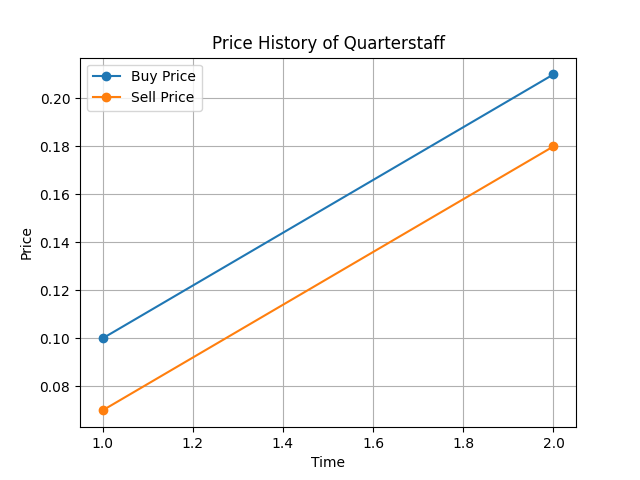 Price History of Quarterstaff
Buy Price
Sell Price
0.20
0.18
0.16
0.14
0.12
0.10
0.08
Price
1.0 1.2 1.4 1.6 1.8 2.0
Time